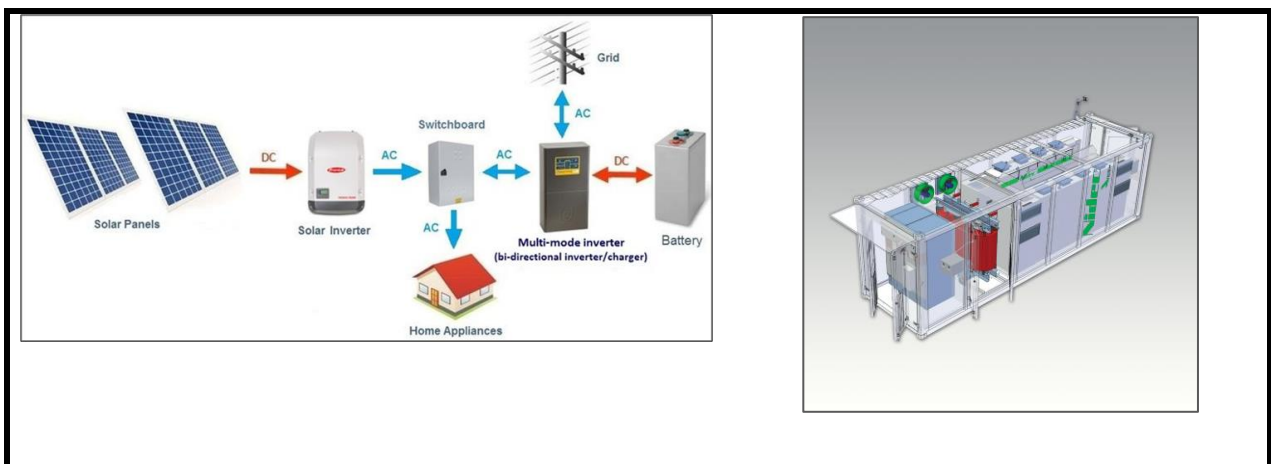 Grid
AC
Switchboard
DC
AC
AC
DC
Solar Panels
Solar Inverter
AC
Multi-mode inverter
(bi-directional inverter/charger)
Battery
Home Appliances